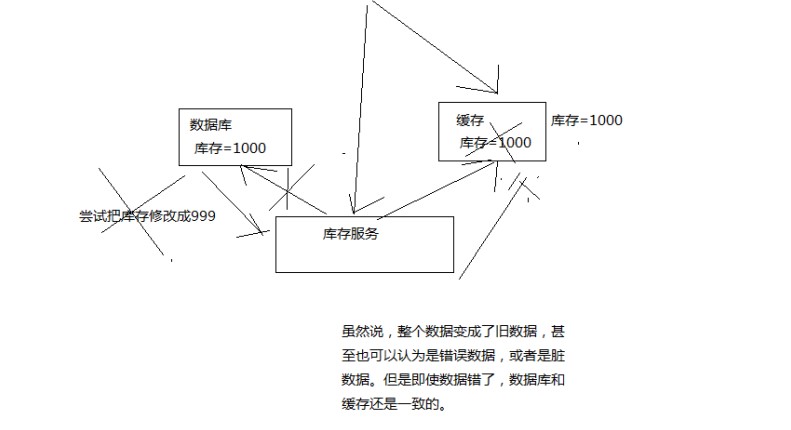 数据库
库存=1000
缓存
库存=1000
库存=1000
尝试把库存修改成999
库存服务
虽然说，整个数据变成了旧数据，甚
至也可以认为是错误数据，或者是脏
数据。但是即使数据错了，数据库和
缓存还是一致的。